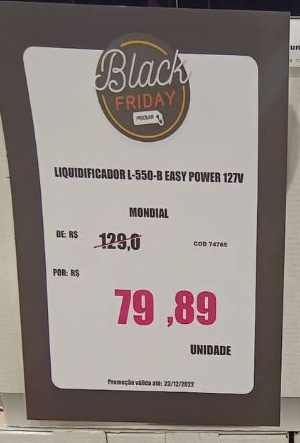 Black
FRIDAY
PISOLAR
LIQUIDIFICADOR L-550-B EASY POWER 127V
MONDIAL
DE: R$ 129,0 COD 74765
POR: R$
79 ,89
UNIDADE
Promoção válida até: 23/12/2022